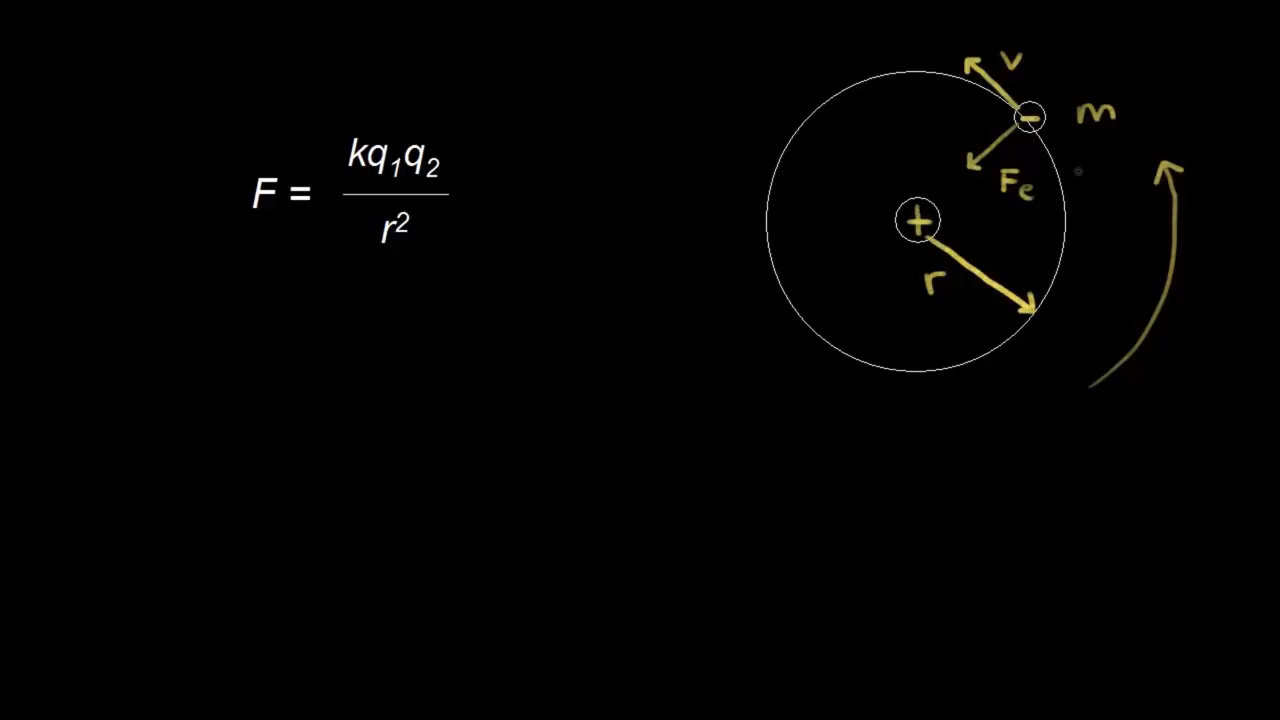 F = kq₁q₂
r²
v
m
Fe
+
-
r